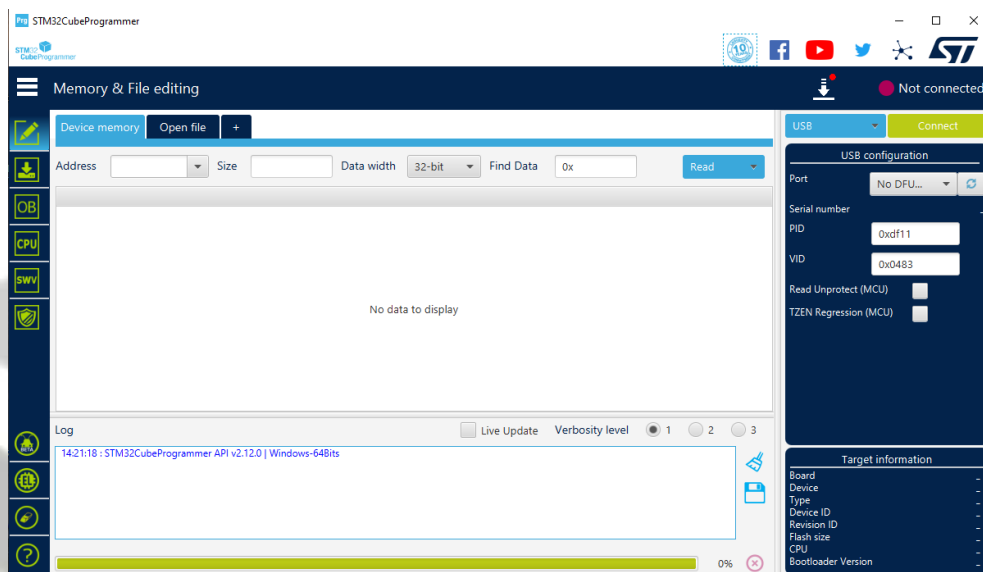 Prg STM32CubeProgrammer
STM32
CubeProgrammer
Memory & File editing
Not connected
Device memory Open file +
Address Size Data width 32-bit Find Data 0x Read
No data to display
Log Live Update Verbosity level 1 2 3
14:21:18 : STM32CubeProgrammer API v2.12.0 | Windows-64Bits
0%
OB
CPU
SWV
BETA
?
USB Connect
USB configuration
Port No DFU...
Serial number _
PID 0xdf11
VID 0x0483
Read Unprotect (MCU)
TZEN Regression (MCU)
Target information
Board _
Device _
Type _
Device ID _
Revision ID _
Flash size _
CPU _
Bootloader Version _